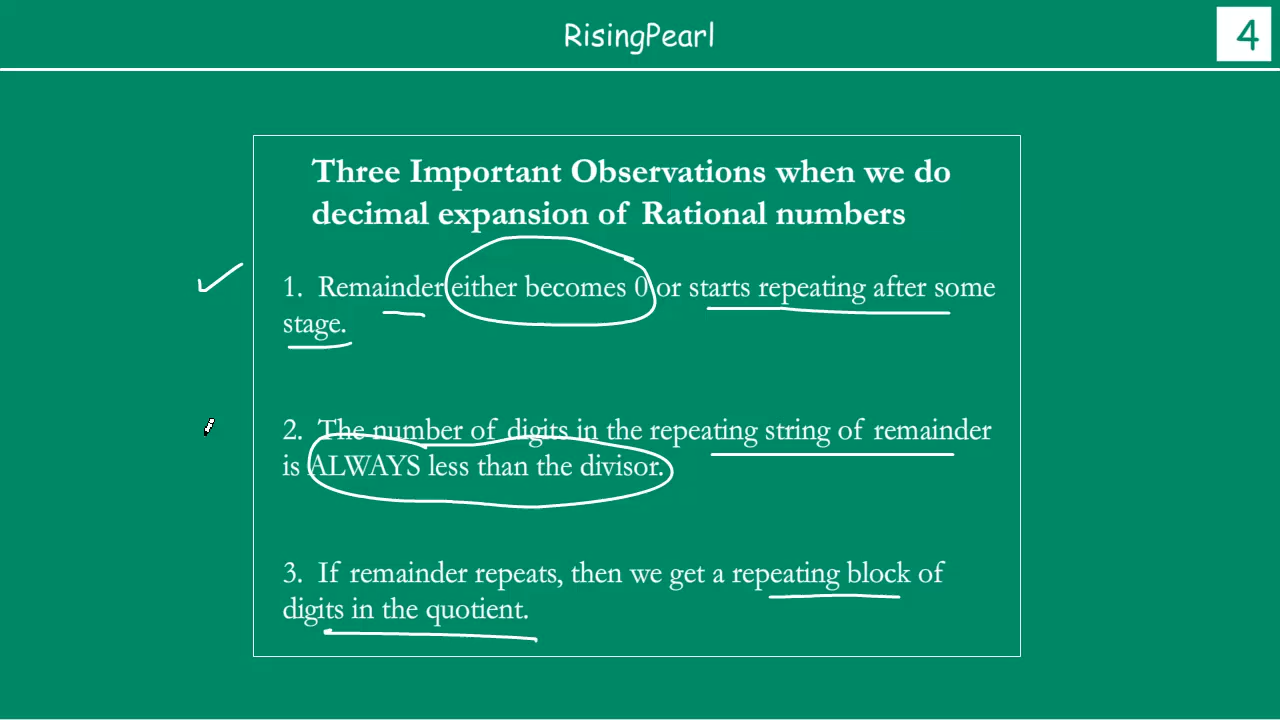 RisingPearl
4
Three Important Observations when we do
decimal expansion of Rational numbers
1. Remainder either becomes 0 or starts repeating after some
stage.
2. The number of digits in the repeating string of remainder
is ALWAYS less than the divisor.
3. If remainder repeats, then we get a repeating block of
digits in the quotient.